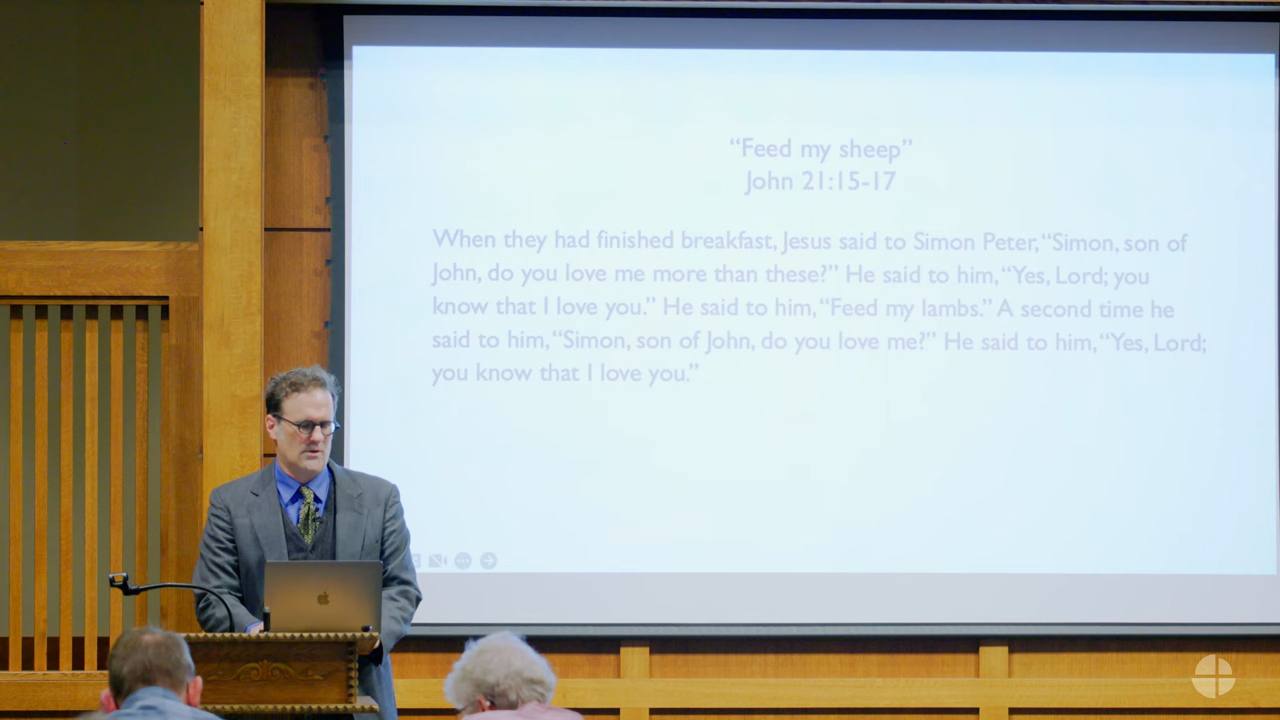 “Feed my sheep”
John 21:15-17
When they had finished breakfast, Jesus said to Simon Peter, “Simon, son of
John, do you love me more than these?” He said to him, “Yes, Lord; you
know that I love you.” He said to him, “Feed my lambs.” A second time he
said to him, “Simon, son of John, do you love me?” He said to him, “Yes, Lord;
you know that I love you.”